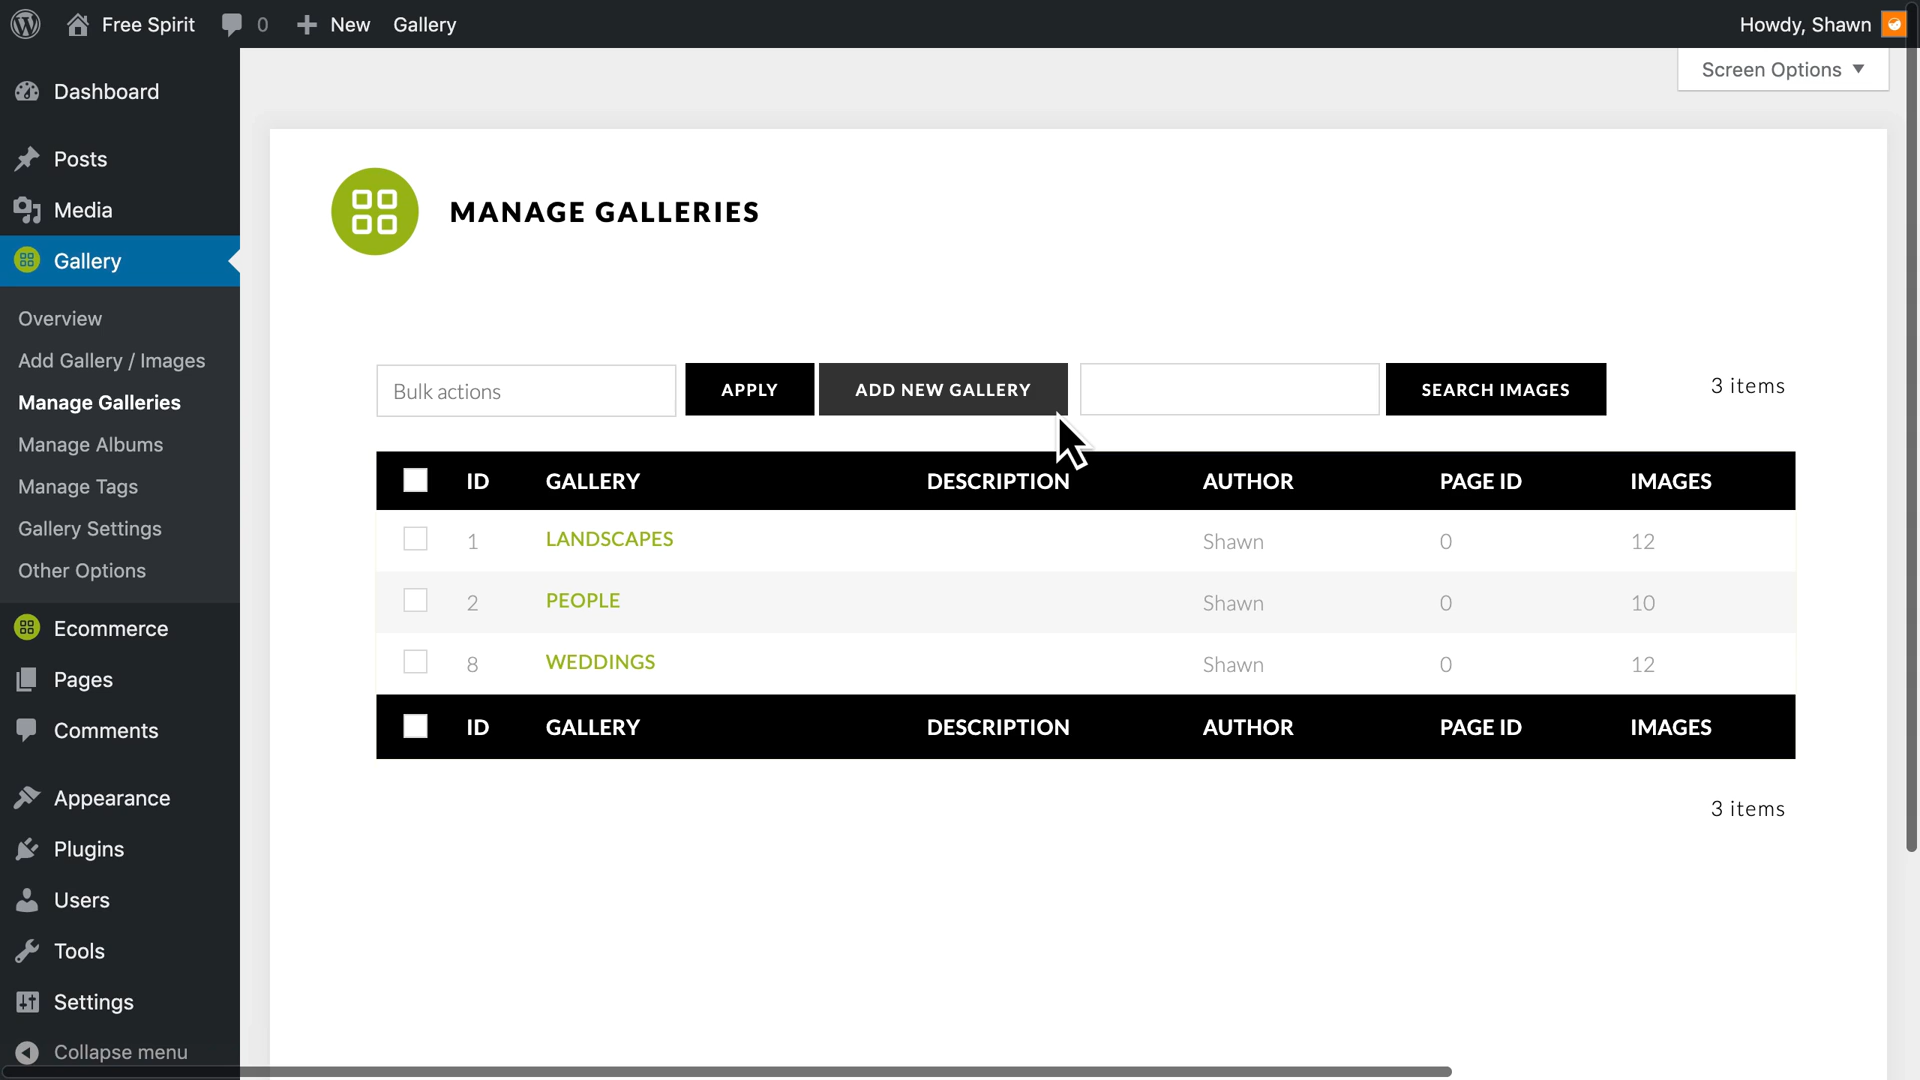 Free Spirit 0 New Gallery Howdy, Shawn
Screen Options
Dashboard
Posts
Media
Gallery
Overview
Add Gallery / Images
Manage Galleries
Manage Albums
Manage Tags
Gallery Settings
Other Options
Ecommerce
Pages
Comments
Appearance
Plugins
Users
Tools
Settings
Collapse menu
MANAGE GALLERIES
Bulk actions APPLY ADD NEW GALLERY SEARCH IMAGES 3 items
ID GALLERY DESCRIPTION AUTHOR PAGE ID IMAGES
1 LANDSCAPES Shawn 0 12
2 PEOPLE Shawn 0 10
8 WEDDINGS Shawn 0 12
ID GALLERY DESCRIPTION AUTHOR PAGE ID IMAGES
3 items